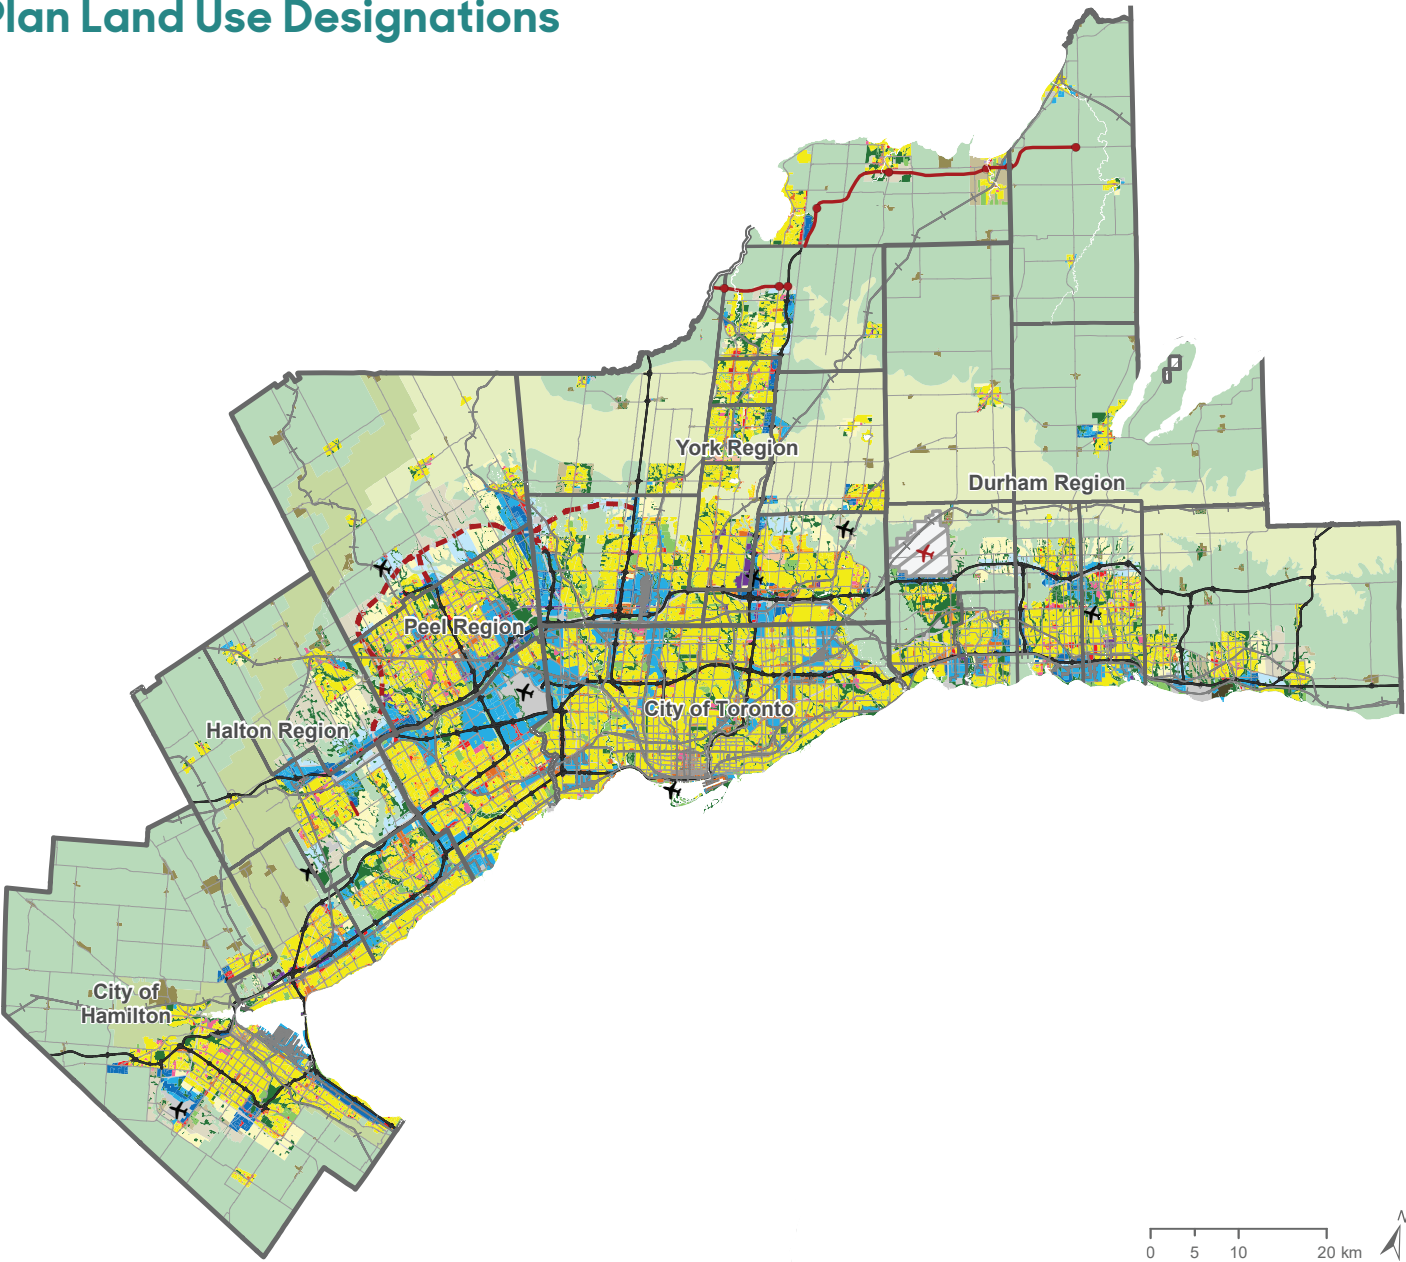 Plan Land Use Designations
York Region
Durham Region
Peel Region
City of Toronto
Halton Region
City of
Hamilton
N
0 5 10 20 km